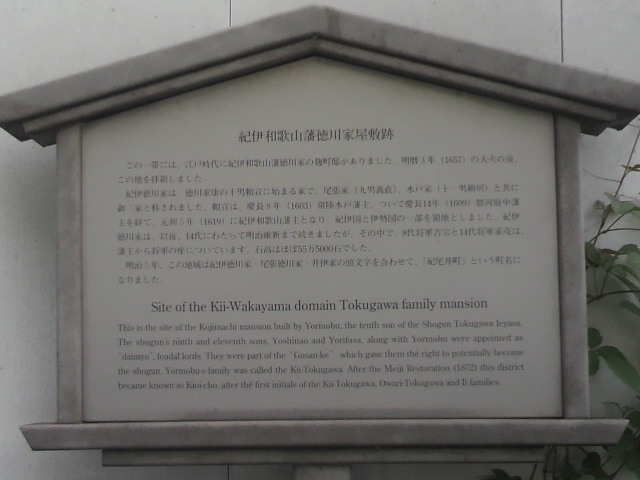 紀伊和歌山藩徳川家屋敷跡
この一帯には、江戸時代に紀伊和歌山藩徳川家の麹町邸がありました。明暦3年(1657)の大火の後、
この地を拝領しました。
紀伊徳川家は、徳川家康の十男頼宣に始まる家で、尾張家(九男義直)、水戸家(十一男頼房)と共に
御三家と称されました。頼宣は、慶長8年(1603)常陸水戸藩主、ついで慶長14年(1609)駿河府中藩
主を経て、元和5年(1619)に紀伊和歌山藩主となり、紀伊国と伊勢国の一部を領地としました。紀伊
徳川家は、以後、14代にわたって明治維新まで続きましたが、その中で、8代将軍吉宗と14代将軍家茂は、
藩主から将軍の座についています。石高はほぼ55万5000石でした。
明治5年、この地域は紀伊徳川家・尾張徳川家・井伊家の頭文字を合わせて、「紀尾井町」という町名に
なりました。
Site of the Kii-Wakayama domain Tokugawa family mansion
This is the site of the Kojimachi mansion built by Yorinobu, the tenth son of the Shogun Tokugawa Ieyasu.
The shogun's ninth and eleventh sons, Yoshinao and Yorifusa, along with Yorinobu were appointed as
"daimyo", feudal lords. They were part of the "Gosan-ke" which gave them the right to potentially become
the shogun. Yorinobu's family was called the Kii-Tokugawa. After the Meiji Restoration (1872) this district
became known as Kioi-cho, after the first initials of the Kii-Tokugawa, Owari-Tokugawa and Ii families.